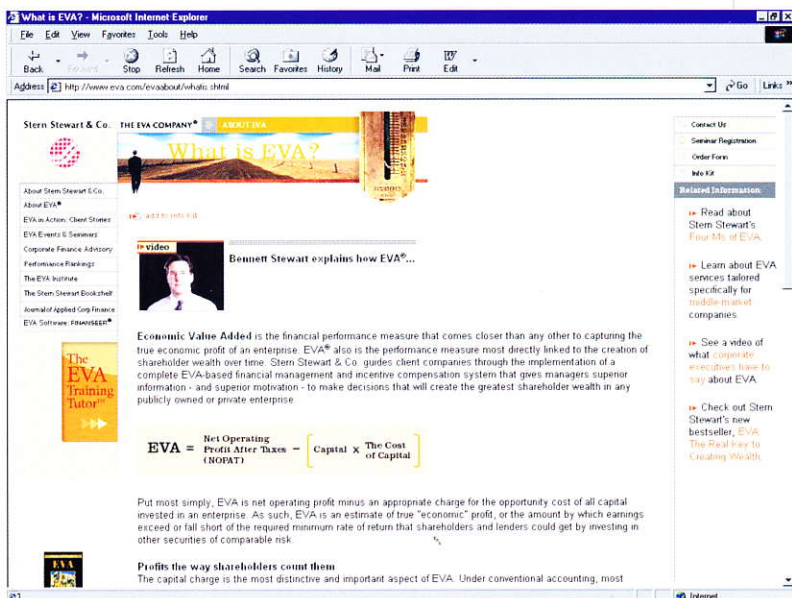 What is EVA? - Microsoft Internet Explorer
File Edit View Favorites Tools Help
Back Forward Stop Refresh Home Search Favorites History Mail Print Edit
Address http://www.eva.com/evaabout/whatis.shtml Go Links »
Stern Stewart & Co. THE EVA COMPANY® ABOUT EVA
What is EVA?
About Stern Stewart & Co.
About EVA®
EVA in Action: Client Stories
EVA Events & Seminars
Corporate Finance Advisory
Performance Rankings
The EVA Institute
The Stern Stewart Bookshelf
Journal of Applied Corp.Finance
EVA Software: FINANSEER®
The
EVA
Training
Tutor™
add to info kit
video
Bennett Stewart explains how EVA®...
Economic Value Added is the financial performance measure that comes closer than any other to capturing the
true economic profit of an enterprise. EVA® also is the performance measure most directly linked to the creation of
shareholder wealth over time. Stern Stewart & Co. guides client companies through the implementation of a
complete EVA-based financial management and incentive compensation system that gives managers superior
information - and superior motivation - to make decisions that will create the greatest shareholder wealth in any
publicly owned or private enterprise.
EVA = Net Operating Profit After Taxes (NOPAT) − [Capital x The Cost of Capital]
Put most simply, EVA is net operating profit minus an appropriate charge for the opportunity cost of all capital
invested in an enterprise. As such, EVA is an estimate of true "economic" profit, or the amount by which earnings
exceed or fall short of the required minimum rate of return that shareholders and lenders could get by investing in
other securities of comparable risk.
EVA
Profits the way shareholders count them
The capital charge is the most distinctive and important aspect of EVA. Under conventional accounting, most
Contact Us
Seminar Registration
Order Form
Info Kit
Related Information:
Read about
Stern Stewart's
Four Ms of EVA.
Learn about EVA
services tailored
specifically for
middle-market
companies.
See a video of
what corporate
executives have to
say about EVA.
Check out Stern
Stewart's new
bestseller, EVA:
The Real Key to
Creating Wealth.
Internet